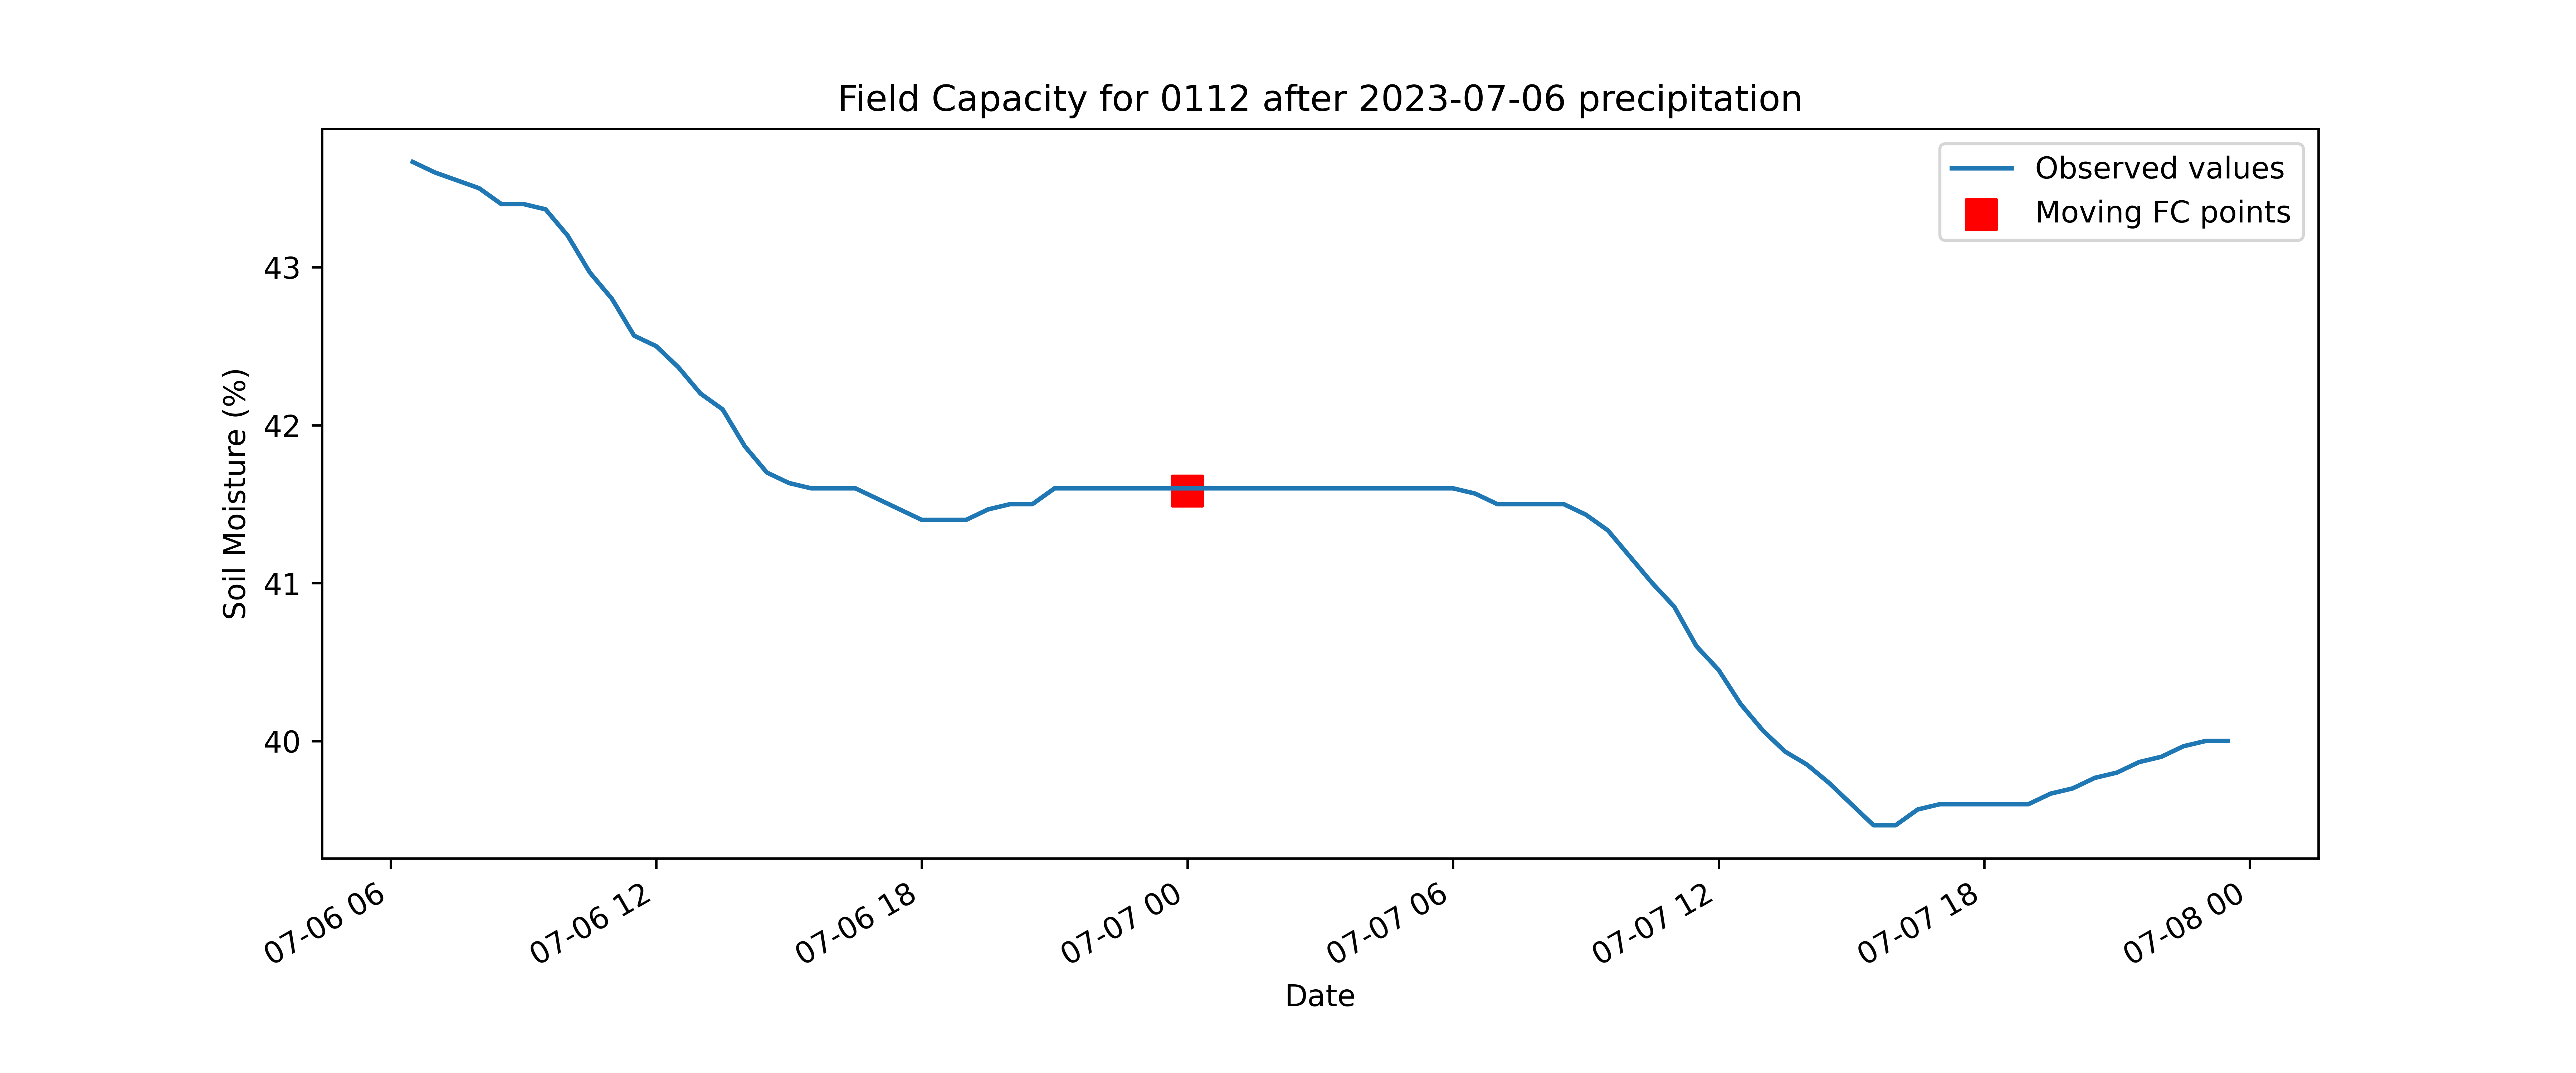 Field Capacity for 0112 after 2023-07-06 precipitation
Observed values
Moving FC points
Soil Moisture (%)
43
42
41
40
07-06 06
07-06 12
07-06 18
07-07 00
07-07 06
07-07 12
07-07 18
07-08 00
Date